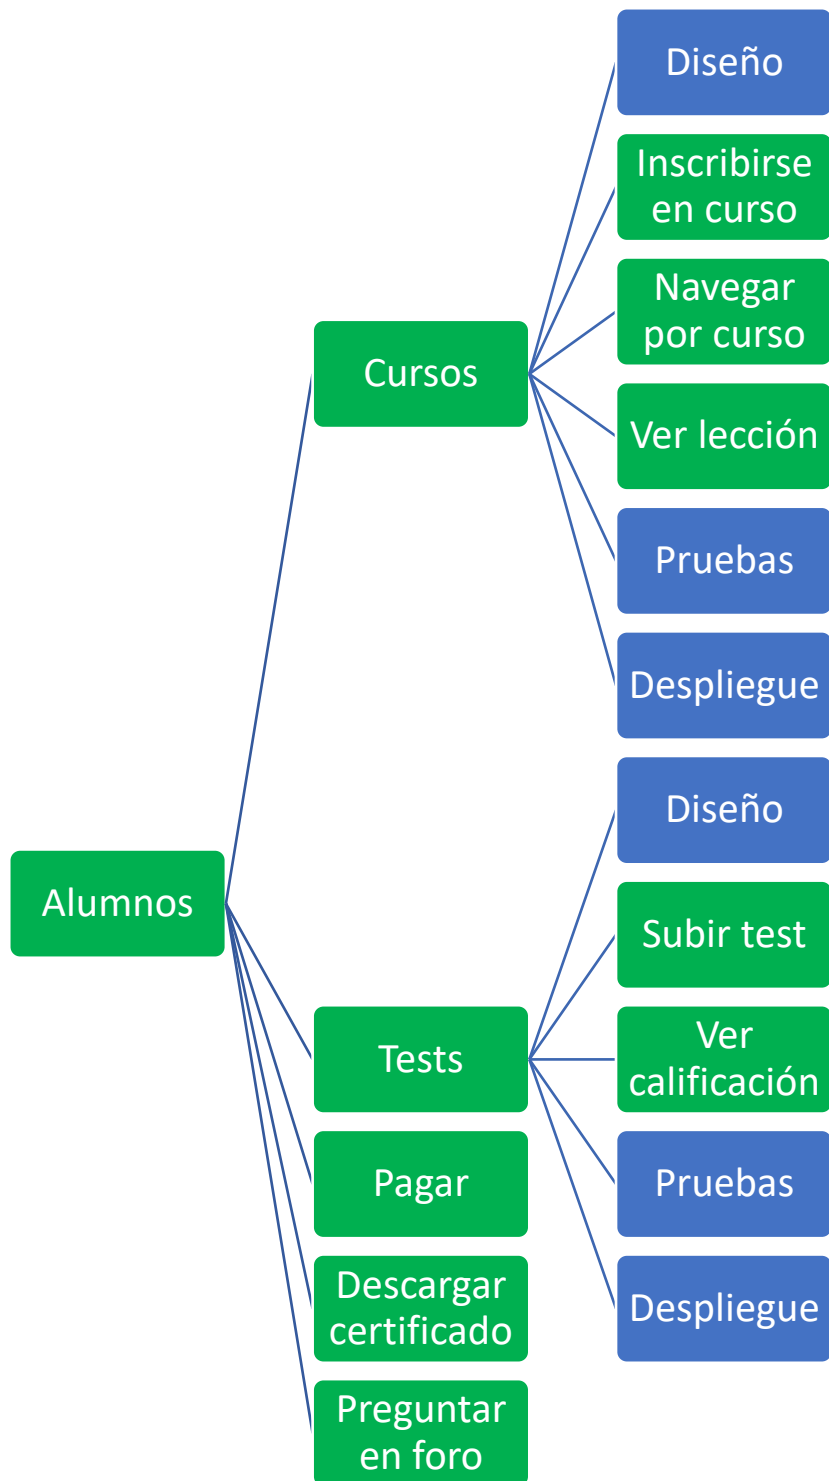 Diseño
Inscribirse
en curso
Navegar
por curso
Cursos
Ver lección
Pruebas
Despliegue
Diseño
Alumnos
Subir test
Tests
Ver
calificación
Pagar
Pruebas
Descargar
certificado
Despliegue
Preguntar
en foro